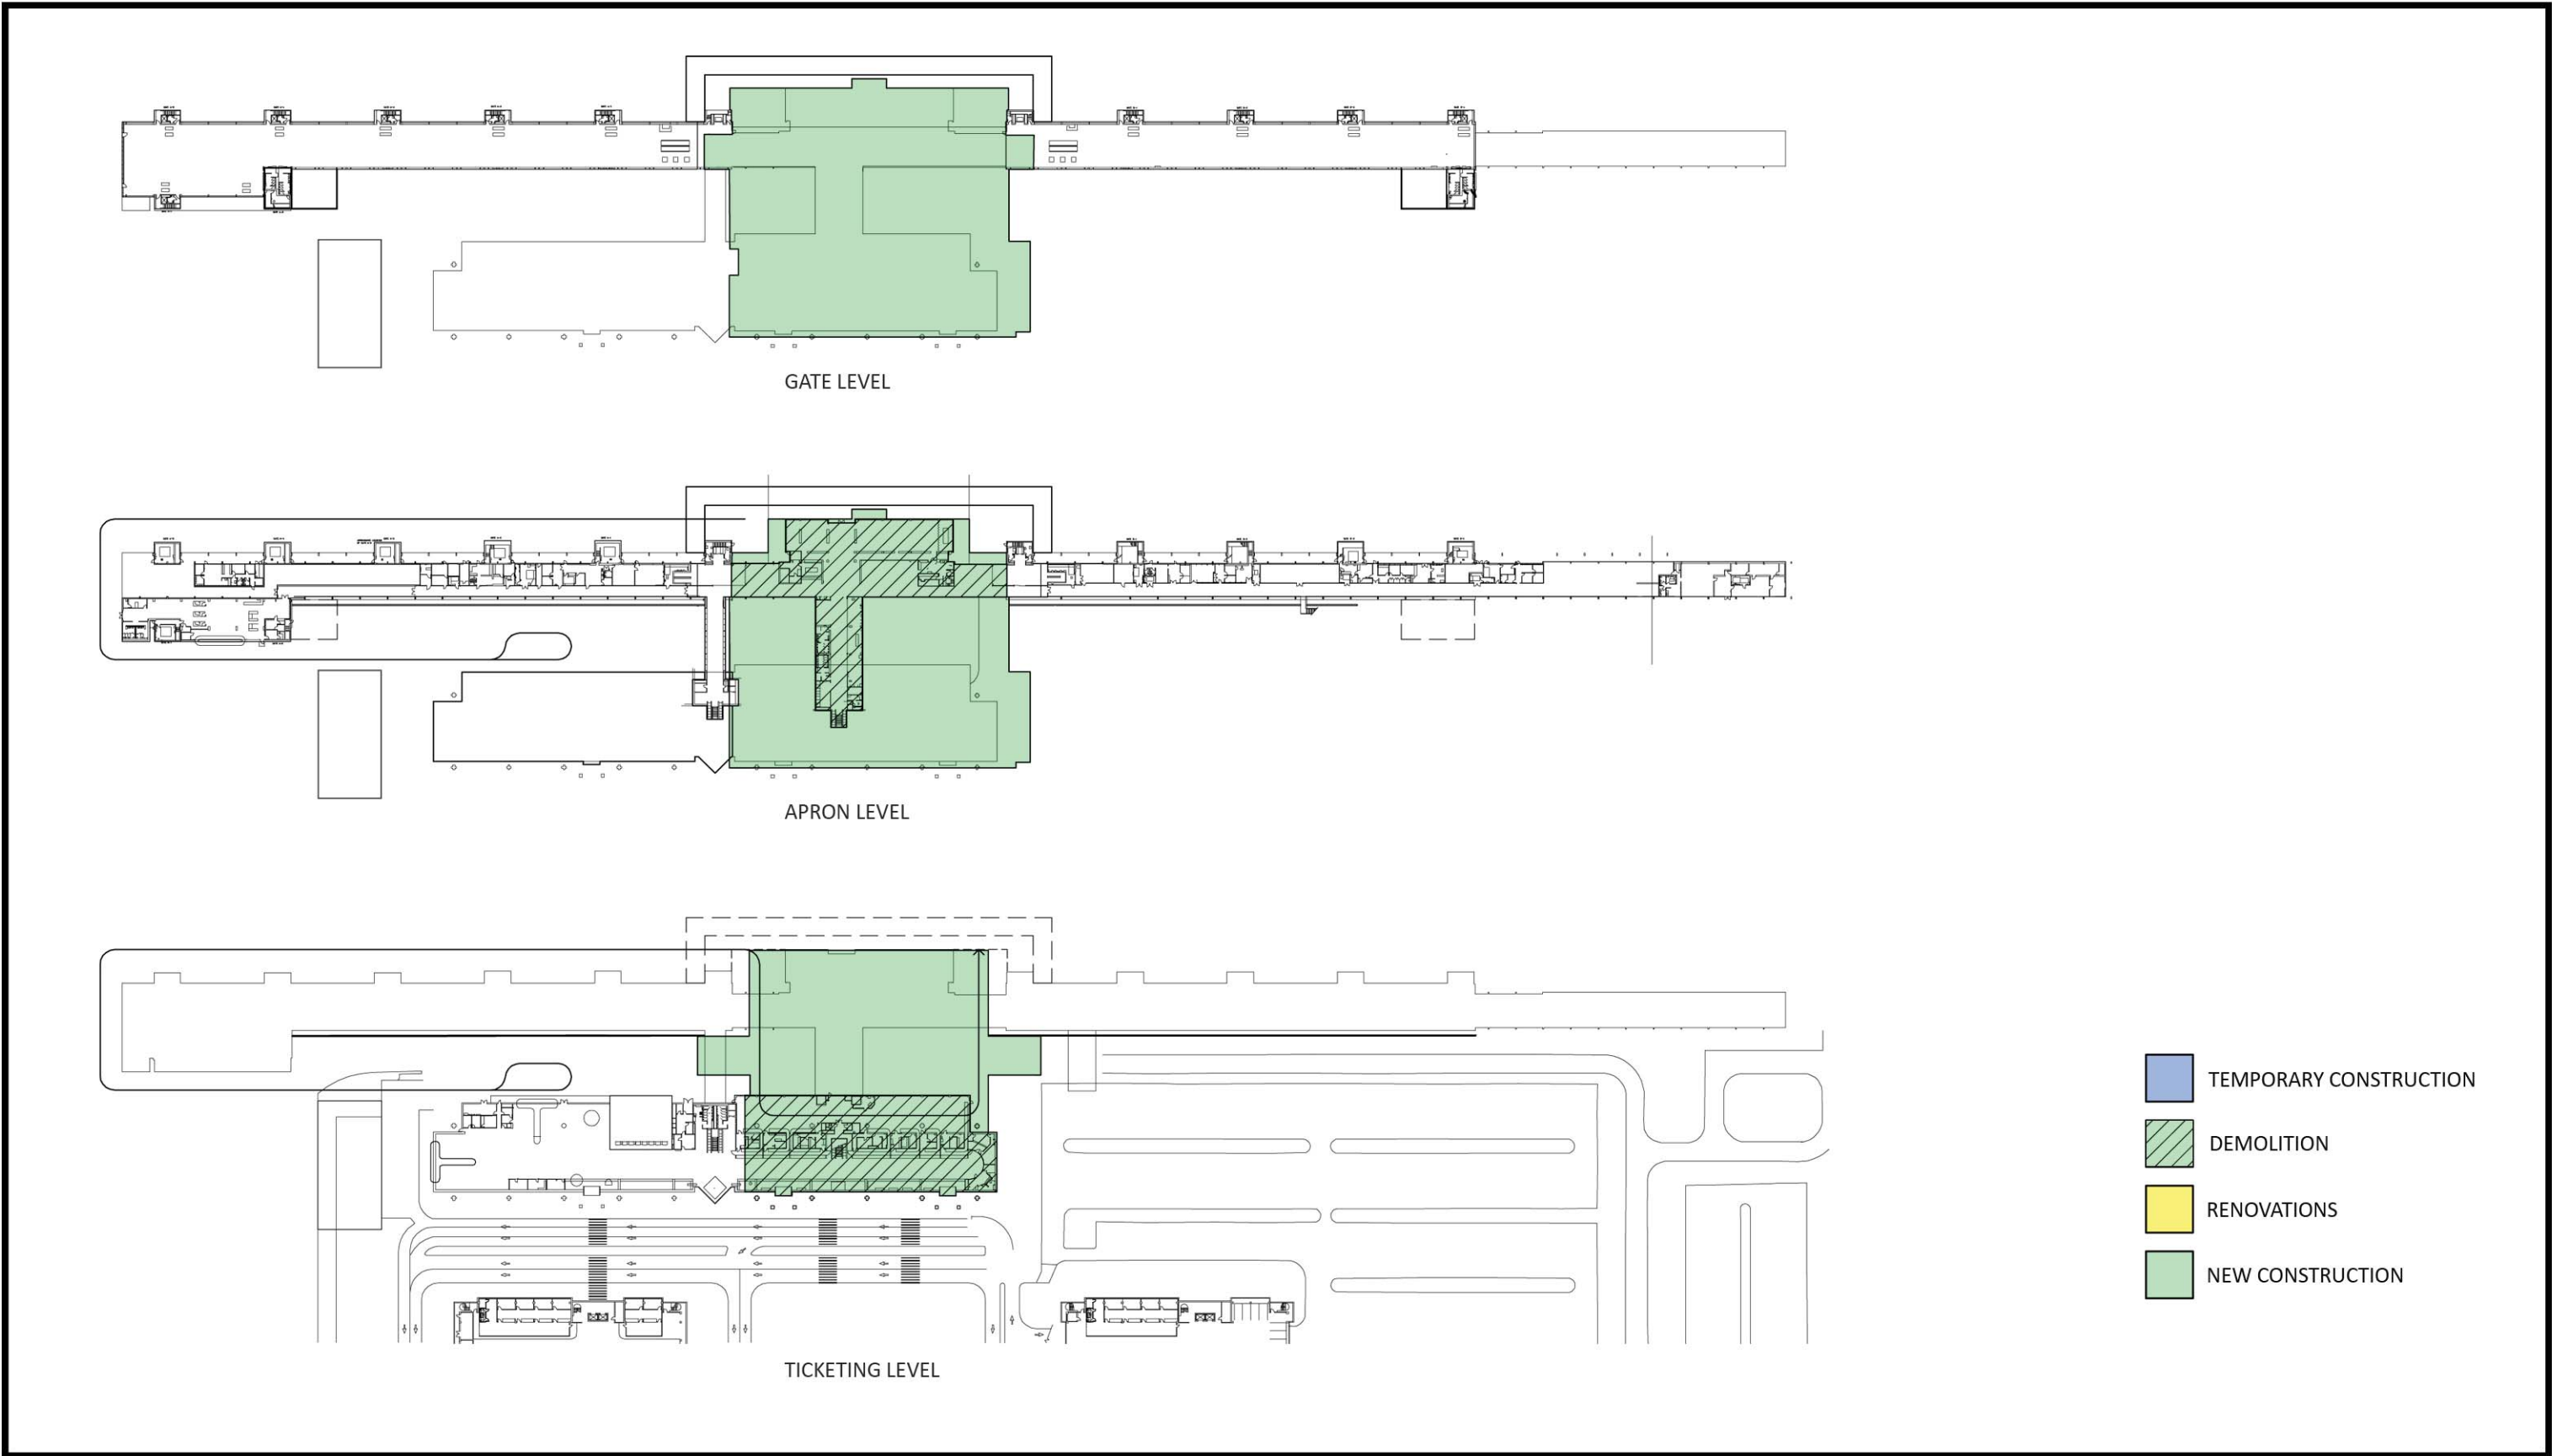 GATE LEVEL
APRON LEVEL
TICKETING LEVEL
TEMPORARY CONSTRUCTION
DEMOLITION
RENOVATIONS
NEW CONSTRUCTION